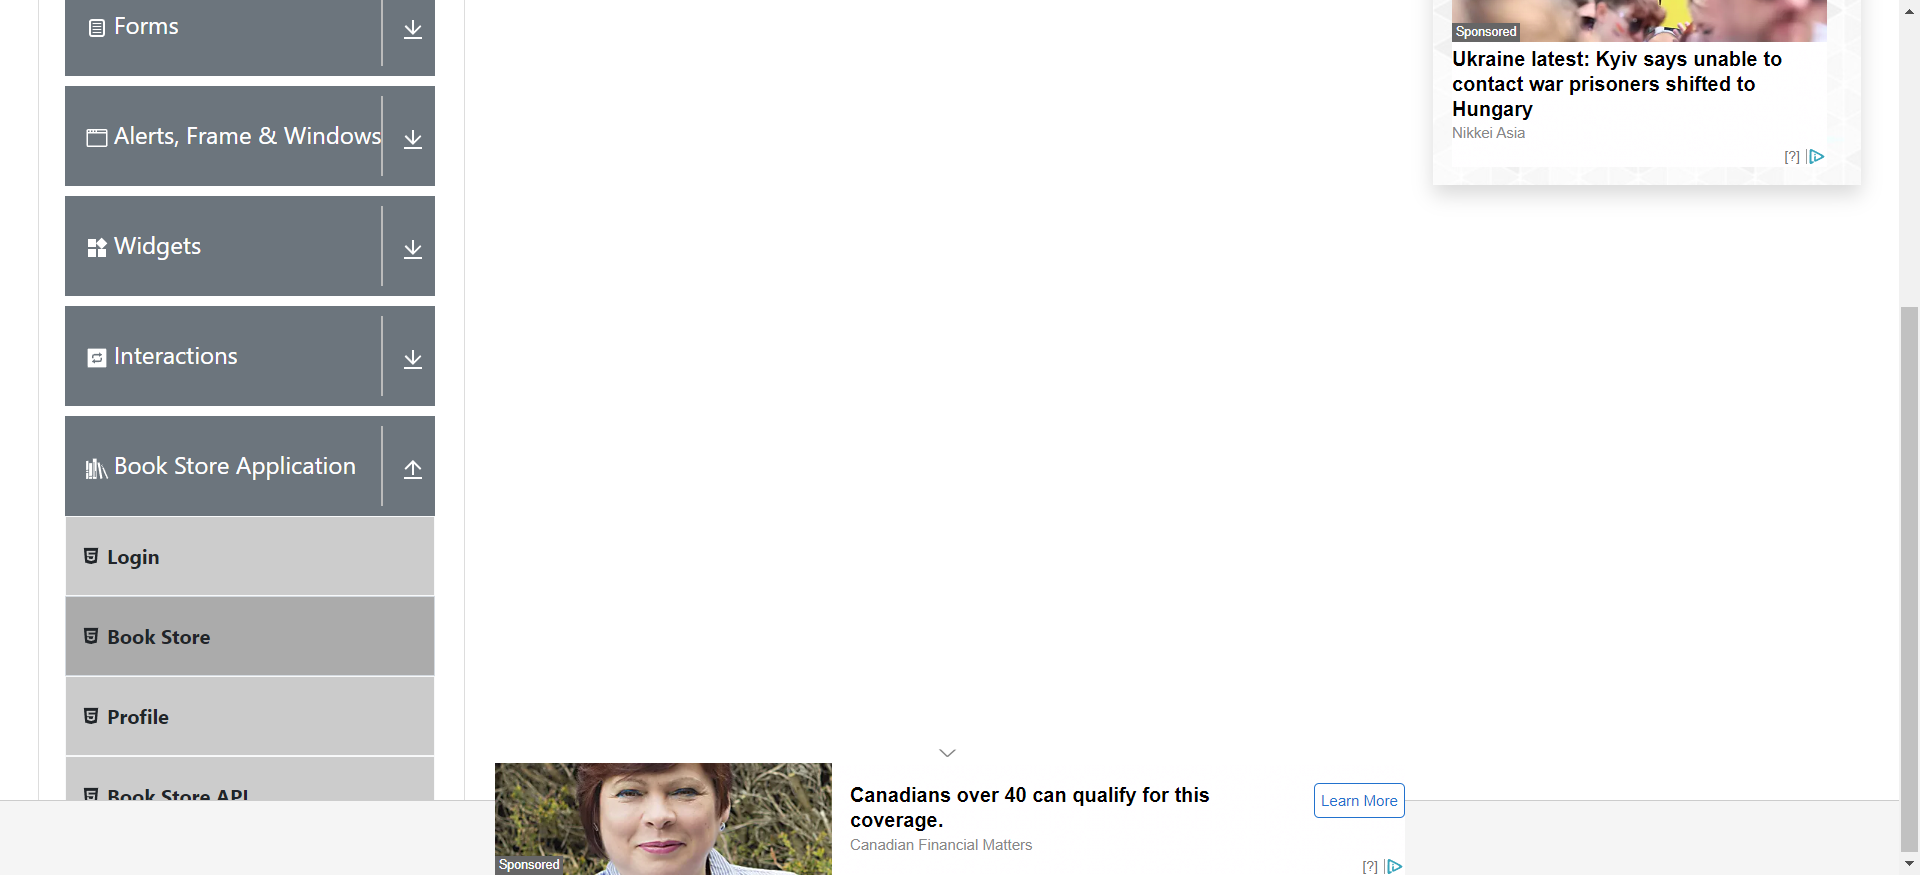 Forms
Alerts, Frame & Windows
Widgets
Interactions
Book Store Application
Login
Book Store
Profile
Book Store API
Sponsored
Ukraine latest: Kyiv says unable to
contact war prisoners shifted to
Hungary
Nikkei Asia
[?]
Sponsored
Canadians over 40 can qualify for this
coverage.
Canadian Financial Matters
Learn More
[?]